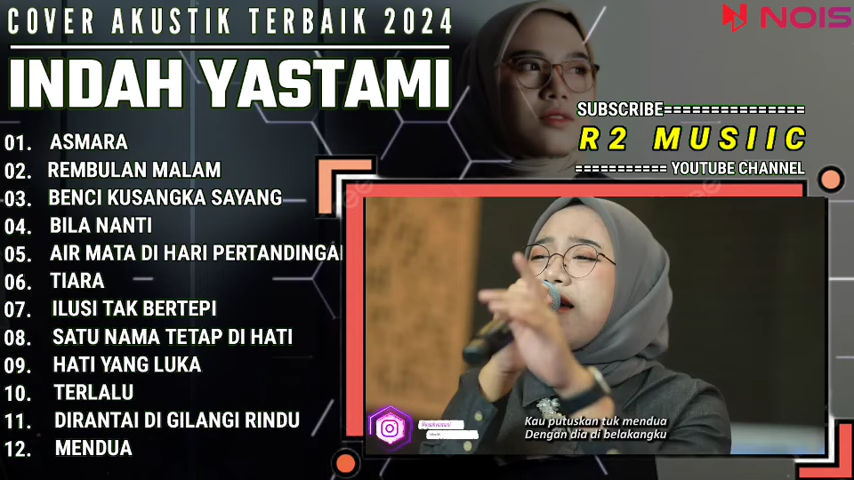 COVER AKUSTIK TERBAIK 2024
INDAH YASTAMI
01. ASMARA
02. REMBULAN MALAM
03. BENCI KUSANGKA SAYANG
04. BILA NANTI
05. AIR MATA DI HARI PERTANDINGA
06. TIARA
07. ILUSI TAK BERTEPI
08. SATU NAMA TETAP DI HATI
09. HATI YANG LUKA
10. TERLALU
11. DIRANTAI DI GILANGI RINDU
12. MENDUA
NOIS
SUBSCRIBE===============
R2 MUSIIC
=========== YOUTUBE CHANNEL
Kau putuskan tuk mendua
Dengan dia di belakangku